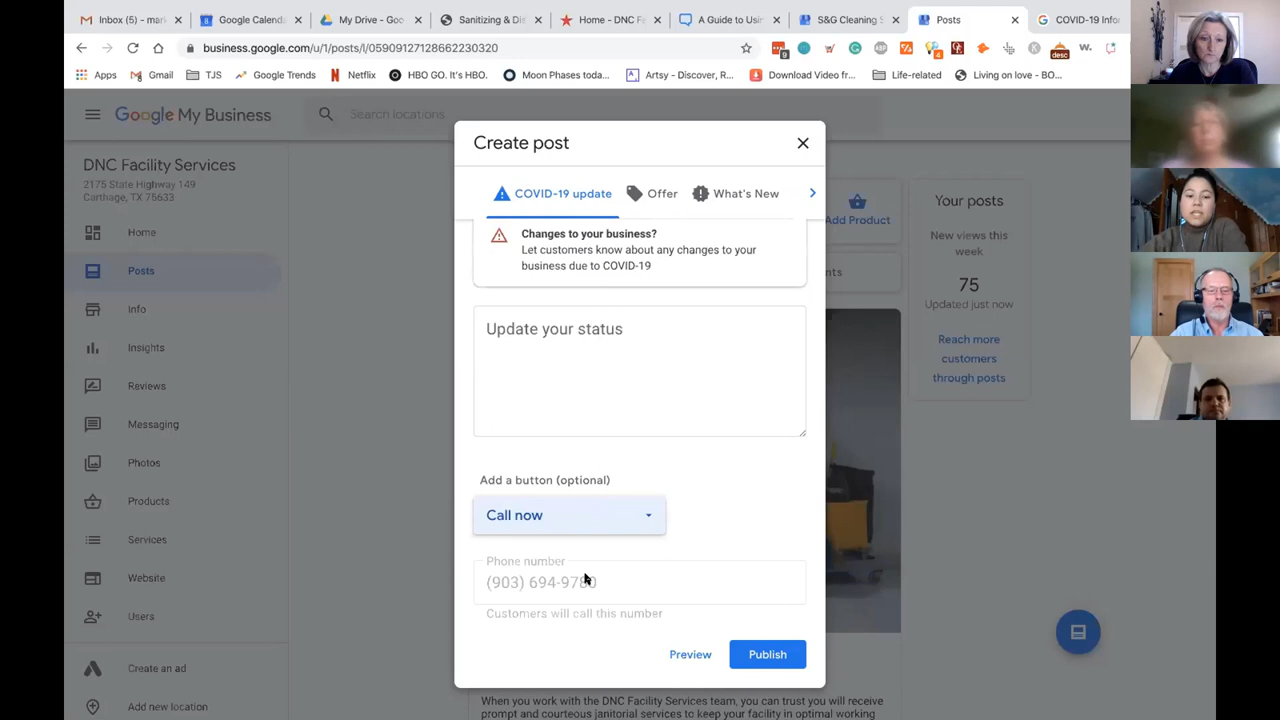 Inbox (5) - mark
Google Calenda
My Drive - Goo
Sanitizing & Di
Home - DNC F
A Guide to Usin
S&G Cleaning S
Posts
COVID-19 Infor
business.google.com/u/1/posts/l/05909127128662230320
Apps
Gmail
TJS
Google Trends
Netflix
HBO GO. It's HBO.
Moon Phases toda...
Artsy - Discover, R...
Download Video f...
Life-related
Living on love - BO...
Google My Business
Search locations
DNC Facility Services
2175 State Highway 149
Carthage, TX 75633
Home
Posts
Info
Insights
Reviews
Messaging
Photos
Products
Services
Website
Users
Create an ad
Add new location
Create post
COVID-19 update
Offer
What's New
Changes to your business?
Let customers know about any changes to your
business due to COVID-19
Update your status
Add a button (optional)
Call now
Phone number
(903)
Customers will call this number
Preview
Publish
Add Product
nts
Your posts
New views this
week
75
Updated just now
Reach more
customers
through posts
When you work with the DNC Facility Services team, you can trust you will receive
prompt and courteous janitorial services to keep your facility in optimal working